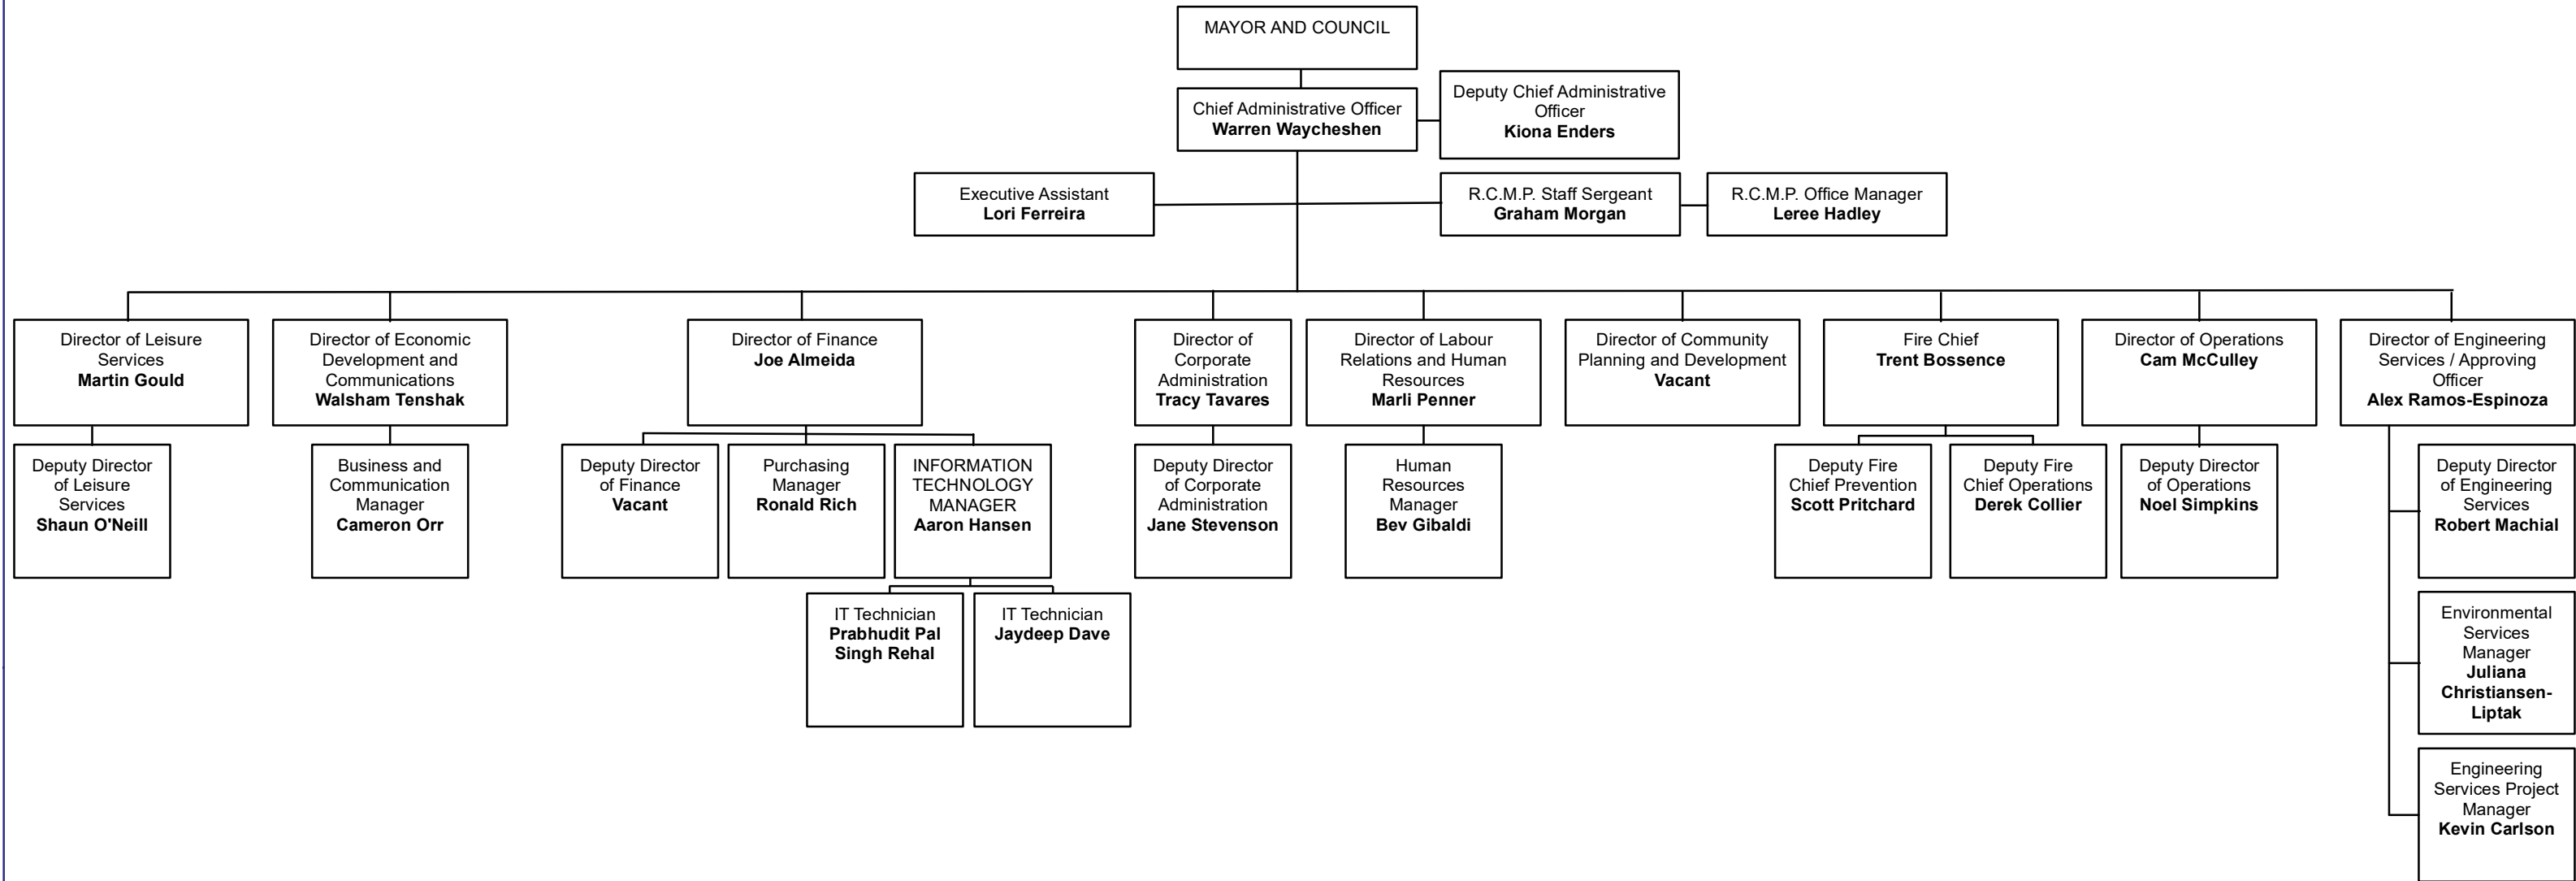 MAYOR AND COUNCIL
Chief Administrative Officer
Warren Waycheshen
Deputy Chief Administrative
Officer
Kiona Enders
Executive Assistant
Lori Ferreira
R.C.M.P. Staff Sergeant
Graham Morgan
R.C.M.P. Office Manager
Leree Hadley
Director of Leisure
Services
Martin Gould
Director of Economic
Development and
Communications
Walsham Tenshak
Director of Finance
Joe Almeida
Director of
Corporate
Administration
Tracy Tavares
Director of Labour
Relations and Human
Resources
Marli Penner
Director of Community
Planning and Development
Vacant
Fire Chief
Trent Bossence
Director of Operations
Cam McCulley
Director of Engineering
Services / Approving
Officer
Alex Ramos-Espinoza
Deputy Director
of Leisure
Services
Shaun O'Neill
Business and
Communication
Manager
Cameron Orr
Deputy Director
of Finance
Vacant
Purchasing
Manager
Ronald Rich
INFORMATION
TECHNOLOGY
MANAGER
Aaron Hansen
Deputy Director
of Corporate
Administration
Jane Stevenson
Human
Resources
Manager
Bev Gibaldi
Deputy Fire
Chief Prevention
Scott Pritchard
Deputy Fire
Chief Operations
Derek Collier
Deputy Director
of Operations
Noel Simpkins
Deputy Director
of Engineering
Services
Robert Machial
IT Technician
Prabhudit Pal
Singh Rehal
IT Technician
Jaydeep Dave
Environmental
Services
Manager
Juliana
Christiansen-
Liptak
Engineering
Services Project
Manager
Kevin Carlson